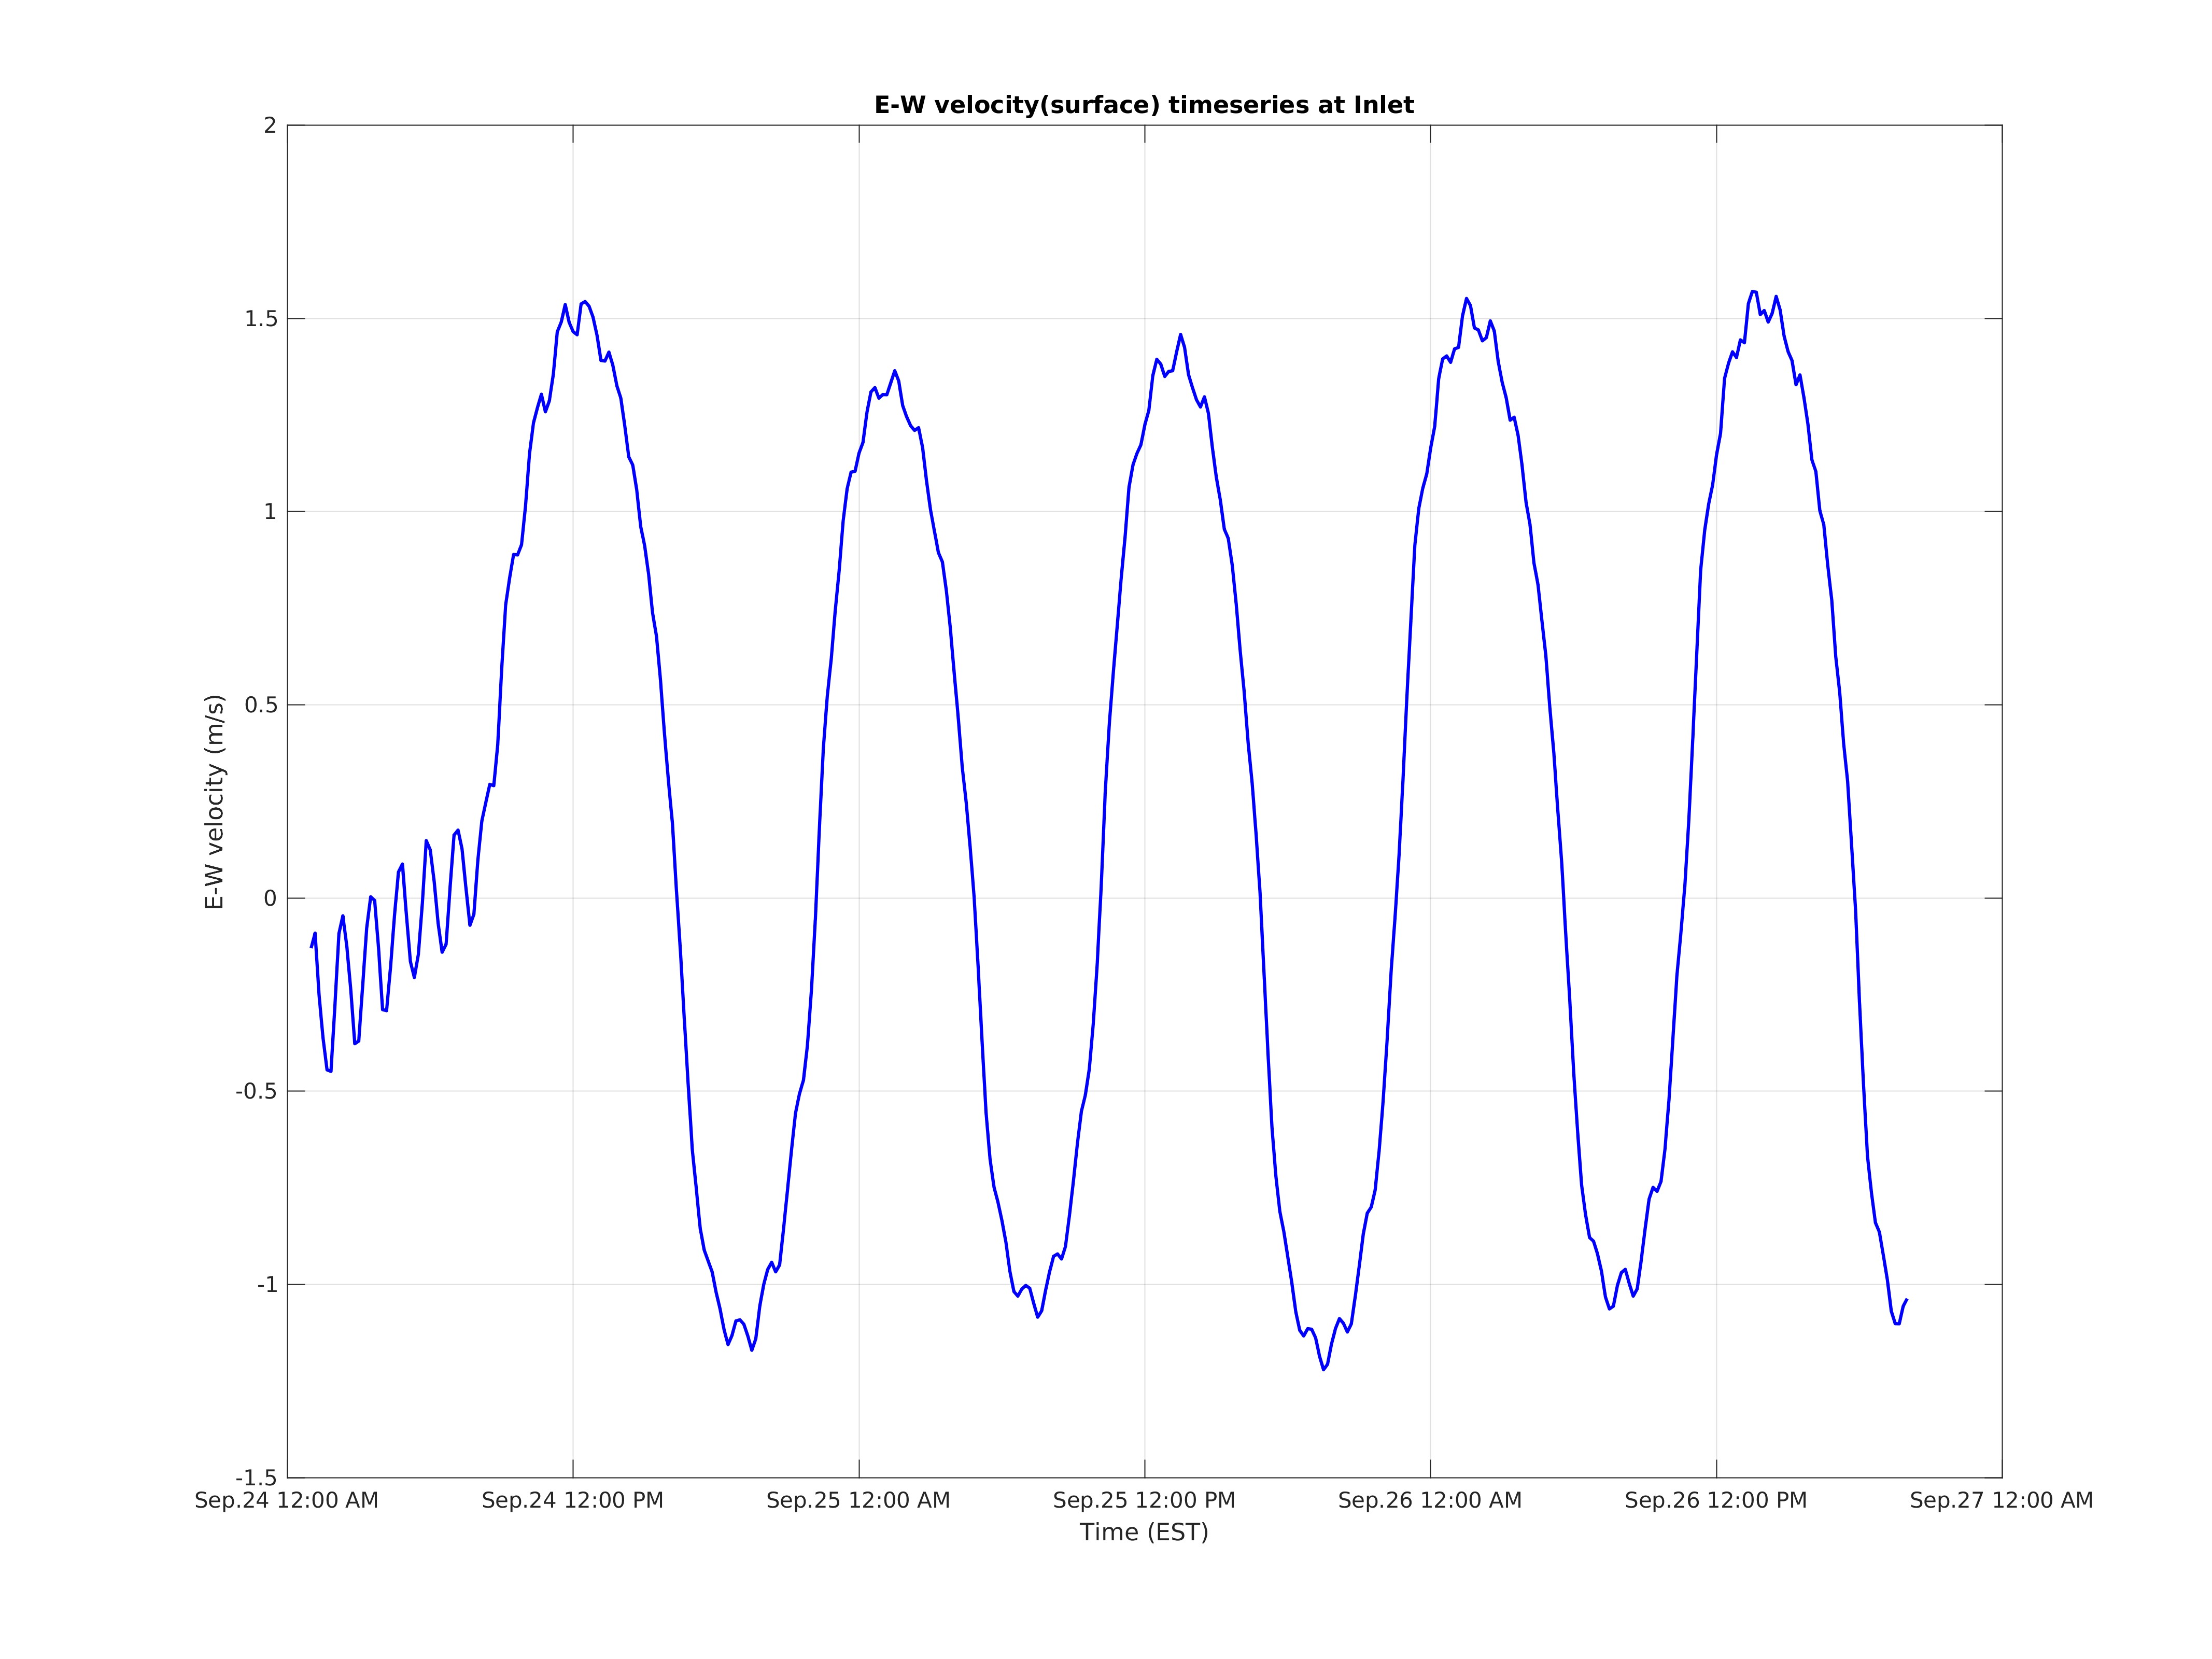 E-W velocity(surface) timeseries at Inlet
2
1.5
1
0.5
0
-0.5
-1
-1.5
E-W velocity (m/s)
Sep.24 12:00 AM Sep.24 12:00 PM Sep.25 12:00 AM Sep.25 12:00 PM Sep.26 12:00 AM Sep.26 12:00 PM Sep.27 12:00 AM
Time (EST)